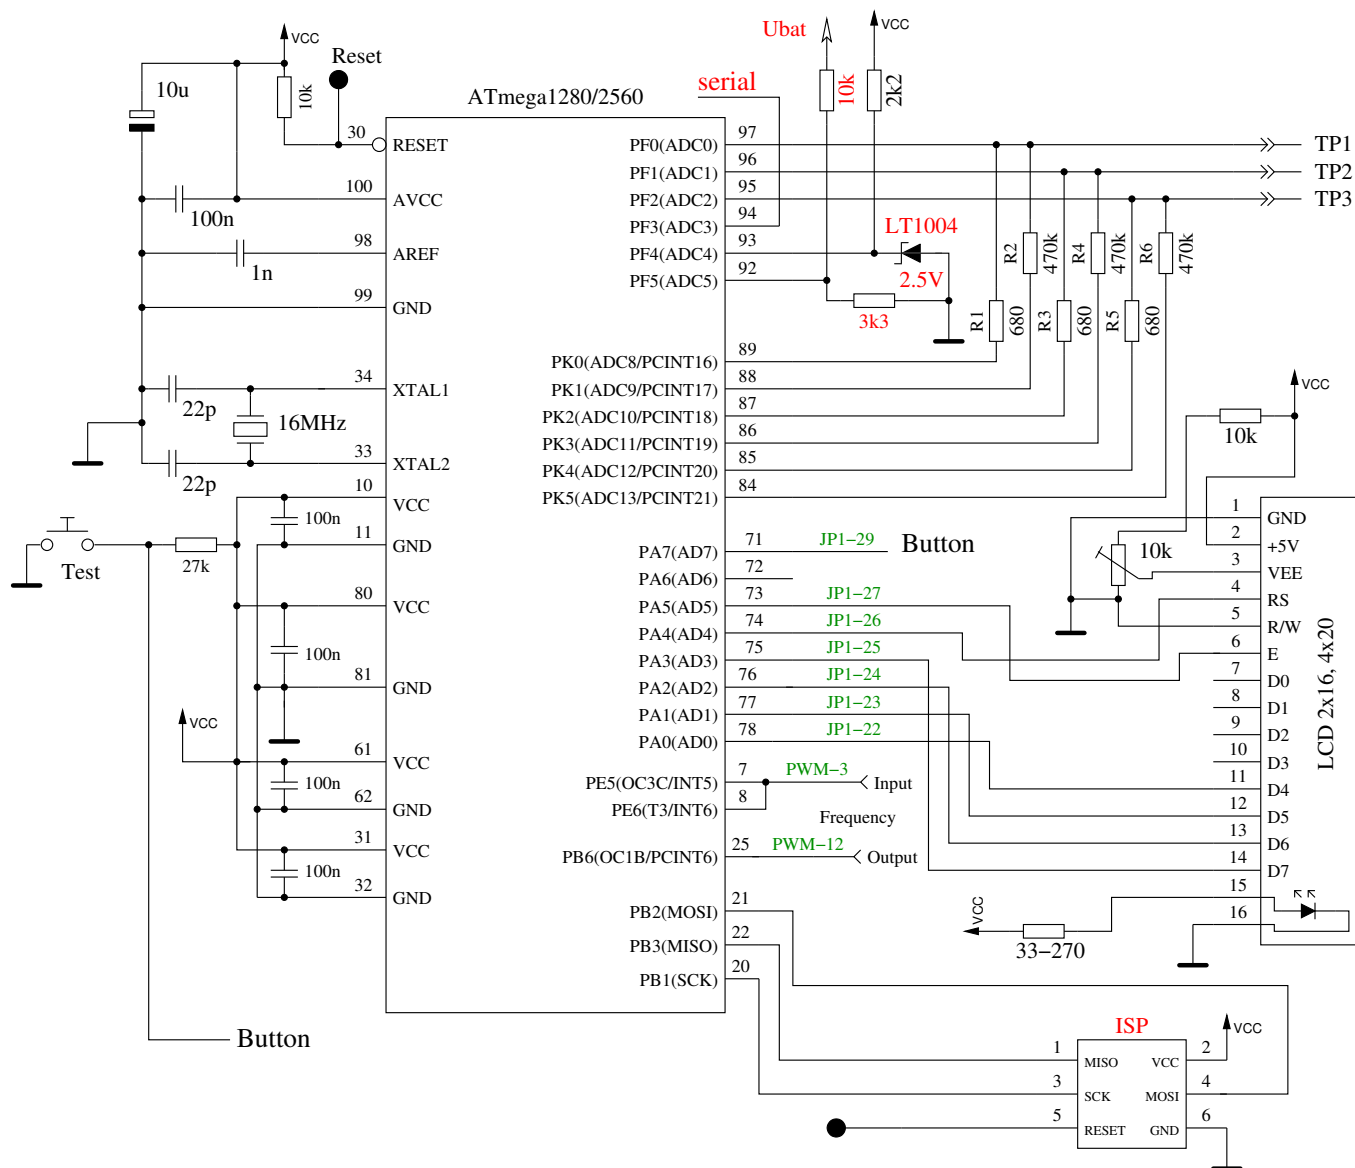 VCC
Reset
10u
10k
Ubat
VCC
10k
2k2
serial
ATmega1280/2560
30
RESET
100
AVCC
100n
98
AREF
1n
99
GND
34
XTAL1
22p
16MHz
33
XTAL2
22p
10
VCC
100n
11
GND
Test
27k
80
VCC
100n
81
GND
VCC
61
VCC
100n
62
GND
31
VCC
100n
32
GND
Button
PF0(ADC0)
97
TP1
PF1(ADC1)
96
TP2
PF2(ADC2)
95
TP3
PF3(ADC3)
94
PF4(ADC4)
93
PF5(ADC5)
92
LT1004
2.5V
3k3
R2
470k
R4
470k
R6
470k
R1
680
R3
680
R5
680
PK0(ADC8/PCINT16)
89
PK1(ADC9/PCINT17)
88
PK2(ADC10/PCINT18)
87
PK3(ADC11/PCINT19)
86
PK4(ADC12/PCINT20)
85
PK5(ADC13/PCINT21)
84
PA7(AD7)
71
JP1−29
Button
PA6(AD6)
72
PA5(AD5)
73
JP1−27
PA4(AD4)
74
JP1−26
PA3(AD3)
75
JP1−25
PA2(AD2)
76
JP1−24
PA1(AD1)
77
JP1−23
PA0(AD0)
78
JP1−22
PE5(OC3C/INT5)
7
PWM−3
Input
PE6(T3/INT6)
8
Frequency
PB6(OC1B/PCINT6)
25
PWM−12
Output
PB2(MOSI)
21
PB3(MISO)
22
PB1(SCK)
20
VCC
10k
10k
1
GND
2
+5V
3
VEE
4
RS
5
R/W
6
E
7
D0
8
D1
9
D2
10
D3
11
D4
12
D5
13
D6
14
D7
15
16
LCD 2x16, 4x20
VCC
33−270
ISP
VCC
1
MISO
VCC
2
3
SCK
MOSI
4
5
RESET
GND
6